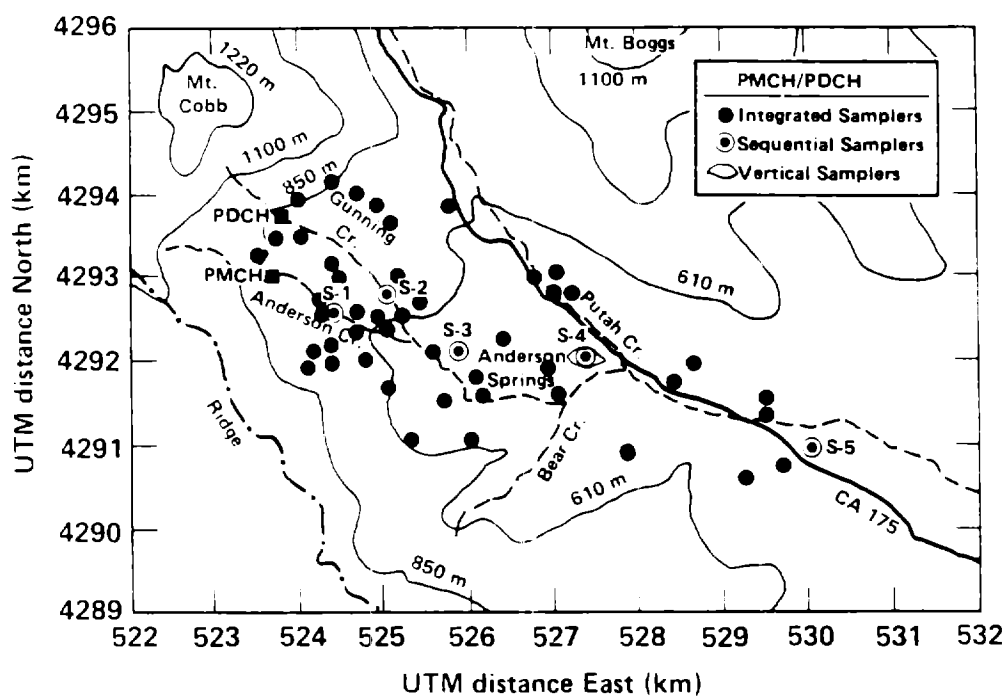 4296
4295
4294
4293
4292
4291
4290
4289
UTM distance North (km)
522
523
524
525
526
527
528
529
530
531
532
UTM distance East (km)
1220 m
Mt.
Cobb
1100 m
850 m
Mt. Boggs
1100 m
PMCH/PDCH
Integrated Samplers
Sequential Samplers
Vertical Samplers
PDCH
Gunning
Cr.
PMCH
S-1
S-2
Anderson Cr.
S-3
S-4
Anderson
Springs
Putah Cr.
610 m
Ridge
Bear Cr.
610 m
S-5
CA 175
850 m